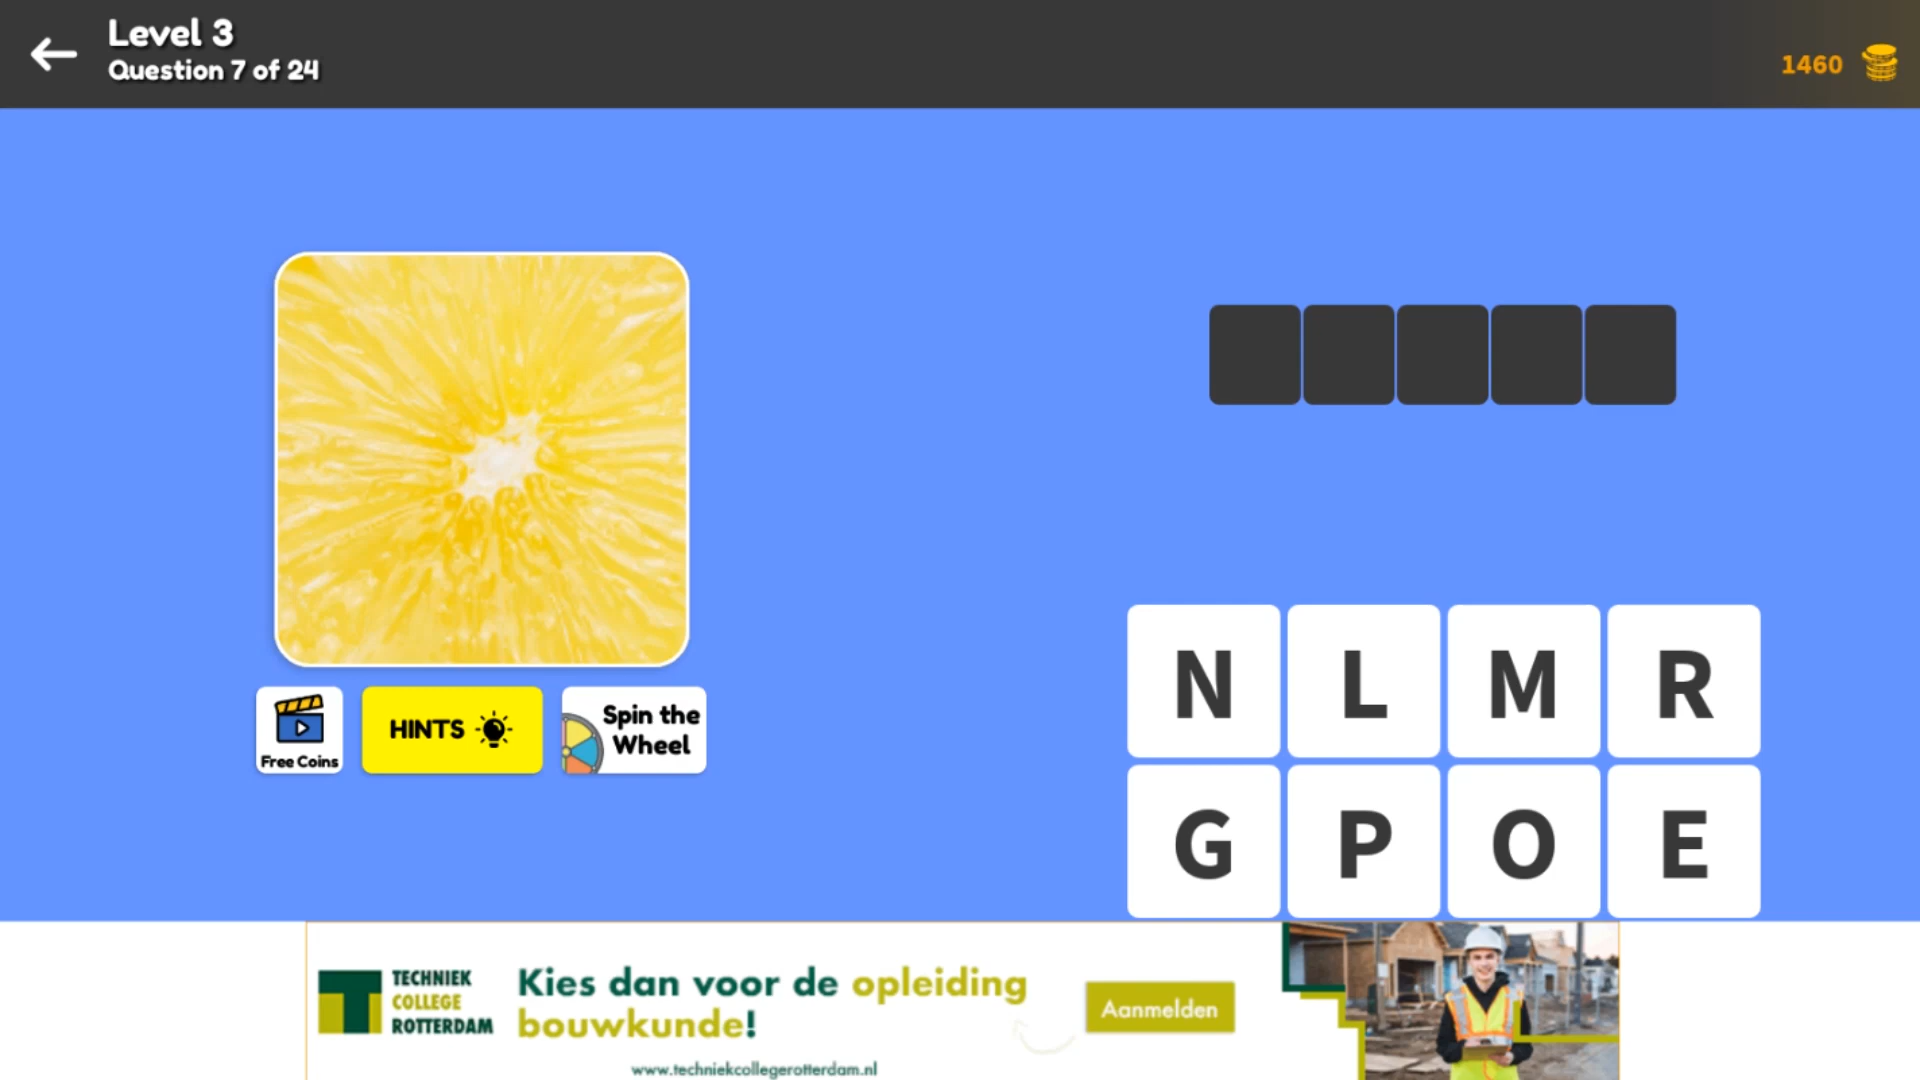 Level 3
Question 7 of 24
1460
Free Coins
HINTS
Spin the
Wheel
N L M R
G P O E
TECHNIEK
COLLEGE
ROTTERDAM
Kies dan voor de opleiding
bouwkunde!
www.techniekcollegerotterdam.nl
Aanmelden